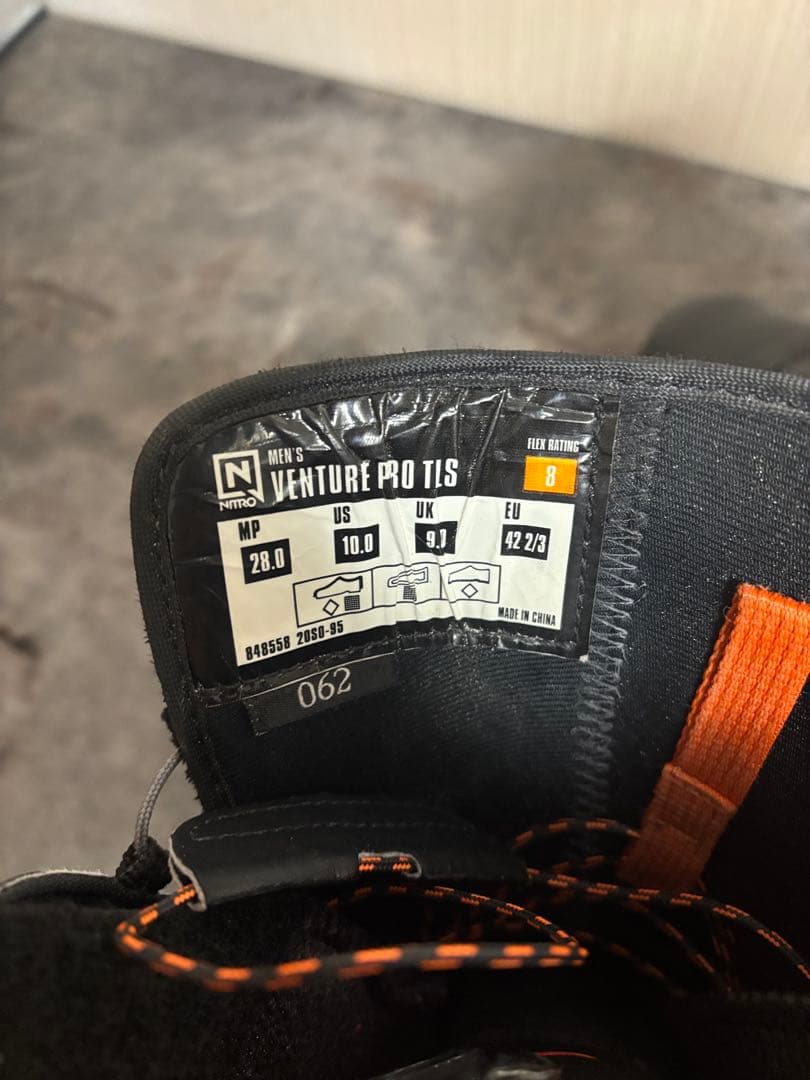 N
NITRO
MEN'S
VENTURE PRO TLS
FLEX RATING
8
MP US UK EU
28.0 10.0 42 2/3
848558 20SO-95
MADE IN CHINA
062